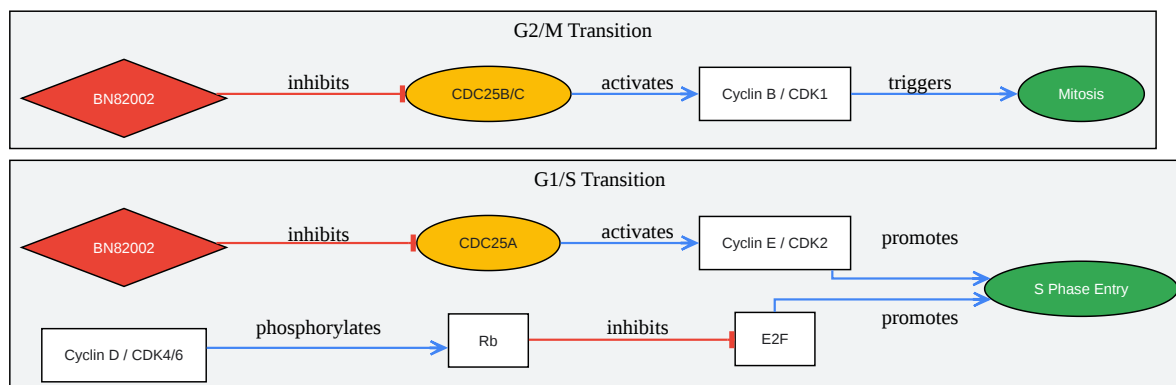 G2/M Transition
BN82002
inhibits
CDC25B/C
activates
Cyclin B / CDK1
triggers
Mitosis
G1/S Transition
BN82002
inhibits
CDC25A
activates
Cyclin E / CDK2
promotes
S Phase Entry
Cyclin D / CDK4/6
phosphorylates
Rb
inhibits
E2F
promotes